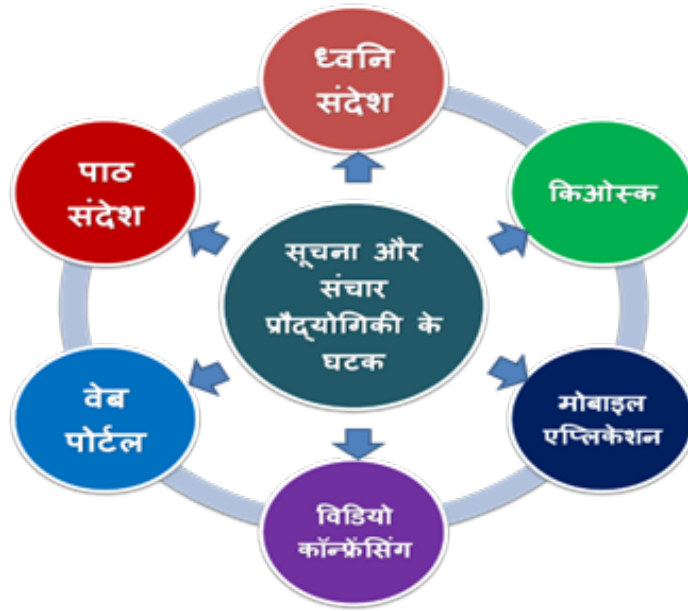 ध्वनि
संदेश
पाठ
संदेश
किओस्क
सूचना और
संचार
प्रौद्योगिकी के
घटक
वेब
पोर्टल
मोबाइल
एप्लिकेशन
विडियो
कॉन्फ्रेंसिंग